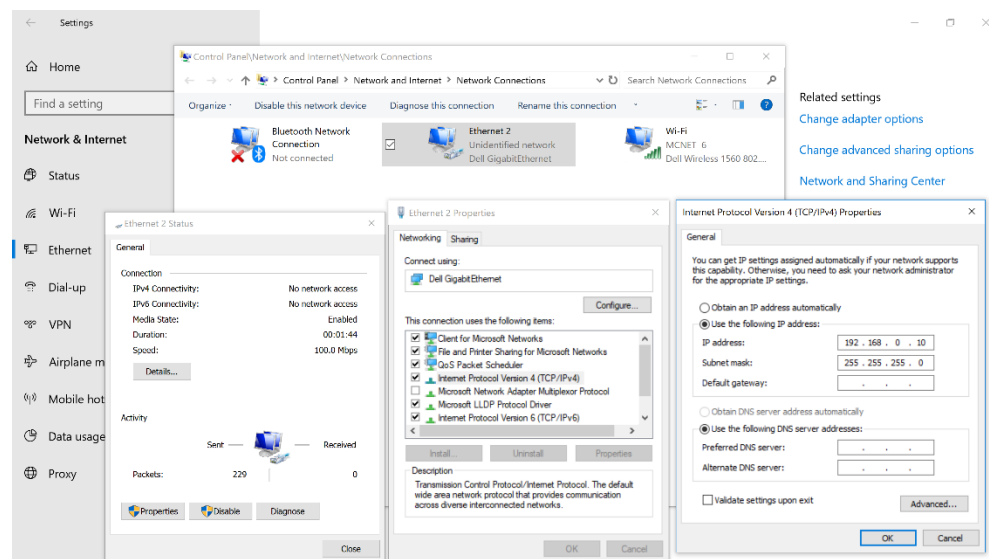 Settings
Home
Find a setting
Network & Internet
Status
Wi-Fi
Ethernet
Dial-up
VPN
Airplane m
Mobile hot
Data usage
Proxy
Control Panel\Network and Internet\Network Connections
Control Panel > Network and Internet > Network Connections
Search Network Connections
Organize
Disable this network device
Diagnose this connection
Rename this connection
Bluetooth Network
Connection
Not connected
Ethernet 2
Unidentified network
Dell GigabitEthernet
Wi-Fi
MCNET 6
Dell Wireless 1560 802....
Related settings
Change adapter options
Change advanced sharing options
Network and Sharing Center
Ethernet 2 Status
General
Connection
IPv4 Connectivity: No network access
IPv6 Connectivity: No network access
Media State: Enabled
Duration: 00:01:44
Speed: 100.0 Mbps
Details...
Activity
Sent — — Received
Packets: 229 0
Properties
Disable
Diagnose
Close
Ethernet 2 Properties
Networking
Sharing
Connect using:
Dell GigabitEthernet
Configure...
This connection uses the following items:
Client for Microsoft Networks
File and Printer Sharing for Microsoft Networks
QoS Packet Scheduler
Internet Protocol Version 4 (TCP/IPv4)
Microsoft Network Adapter Multiplexor Protocol
Microsoft LLDP Protocol Driver
Internet Protocol Version 6 (TCP/IPv6)
Install...
Uninstall
Properties
Description
Transmission Control Protocol/Internet Protocol. The default
wide area network protocol that provides communication
across diverse interconnected networks.
OK
Cancel
Internet Protocol Version 4 (TCP/IPv4) Properties
General
You can get IP settings assigned automatically if your network supports
this capability. Otherwise, you need to ask your network administrator
for the appropriate IP settings.
Obtain an IP address automatically
Use the following IP address:
IP address: 192 . 168 . 0 . 10
Subnet mask: 255 . 255 . 255 . 0
Default gateway: . . .
Obtain DNS server address automatically
Use the following DNS server addresses:
Preferred DNS server: . . .
Alternate DNS server: . . .
Validate settings upon exit
Advanced...
OK
Cancel